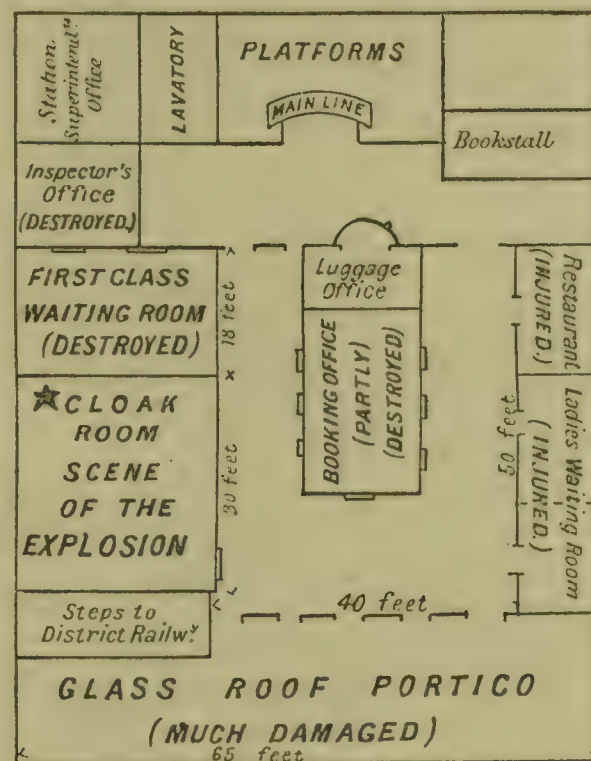 Station
Superintend.ᵗˢ
Office
LAVATORY
PLATFORMS
MAIN LINE
Bookstall
Inspector's
Office
(DESTROYED.)
FIRST CLASS
WAITING ROOM
(DESTROYED)
18 feet
Luggage
Office
Restaurant
(INJURED.)
CLOAK
ROOM
SCENE
OF THE
EXPLOSION
30 feet
BOOKING OFFICE
(PARTLY)
(DESTROYED)
50 feet
Ladies Waiting Room
(INJURED.)
Steps to
District Railw.ʸ
40 feet
GLASS ROOF PORTICO
(MUCH DAMAGED)
65 feet